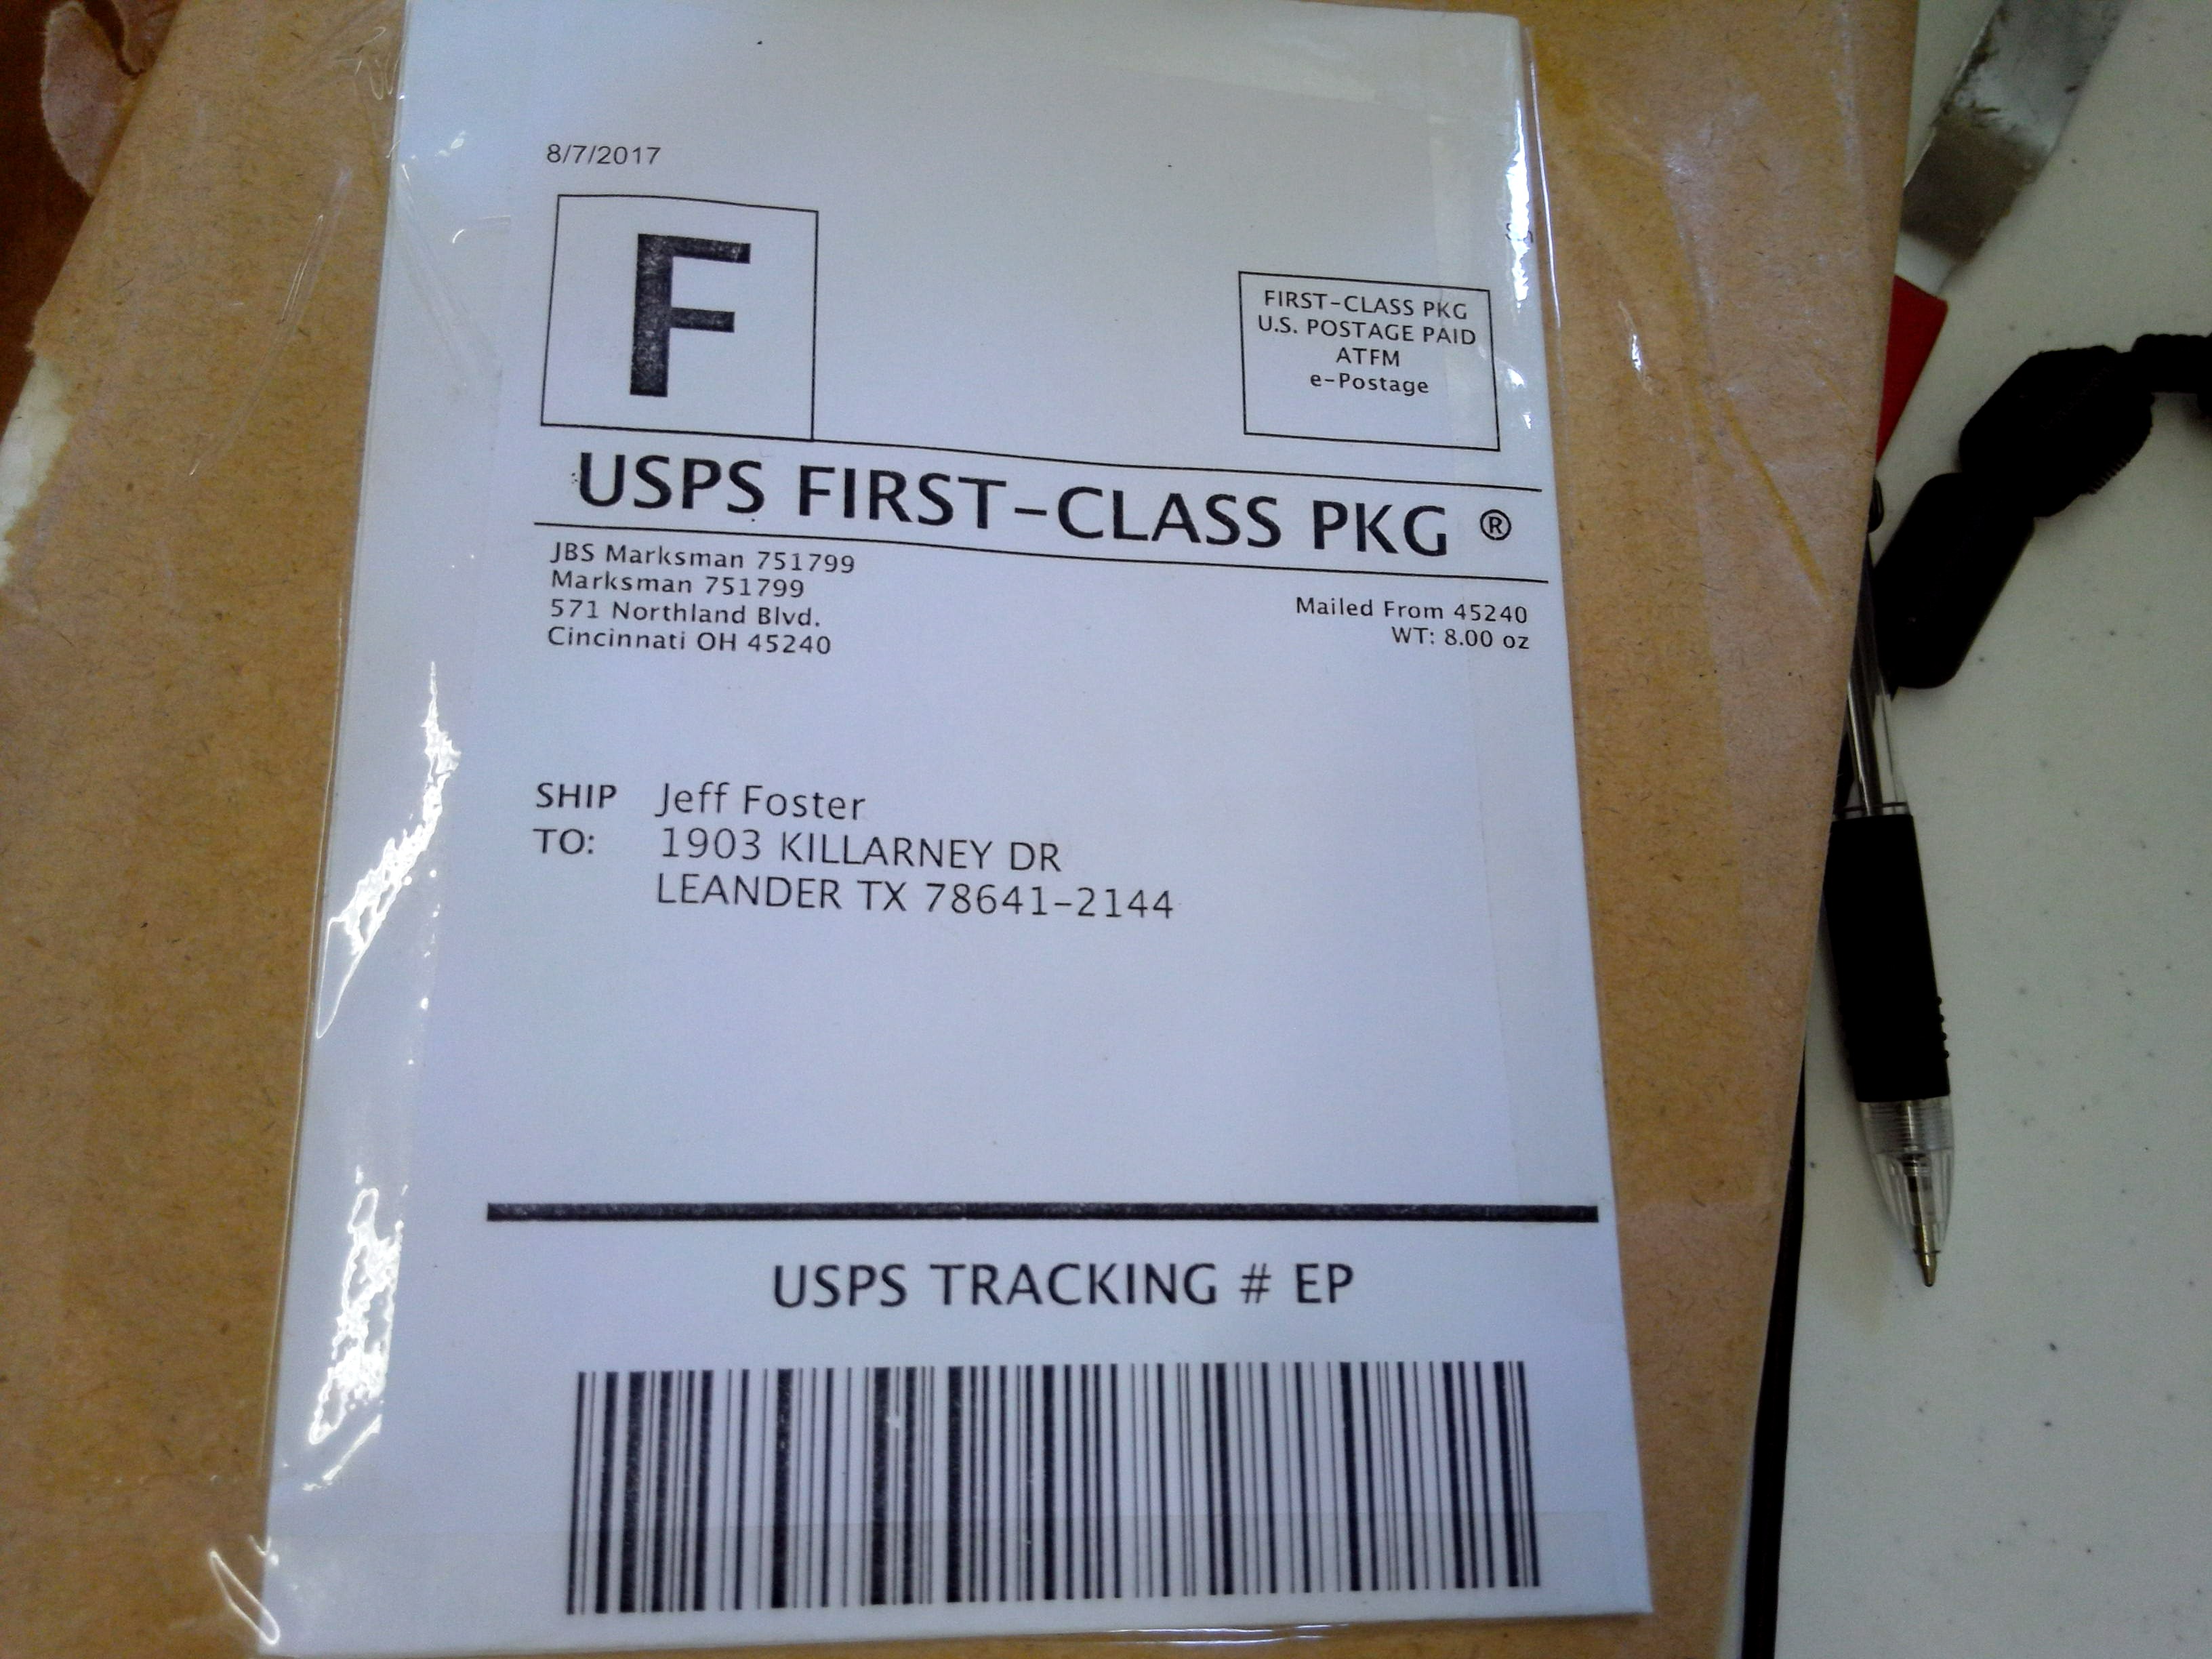 8/7/2017
F
FIRST-CLASS PKG
U.S. POSTAGE PAID
ATFM
e-Postage
USPS FIRST-CLASS PKG ®
JBS Marksman 751799
Marksman 751799
571 Northland Blvd.
Cincinnati OH 45240
Mailed From 45240
WT: 8.00 oz
SHIP Jeff Foster
TO: 1903 KILLARNEY DR
LEANDER TX 78641-2144
USPS TRACKING # EP